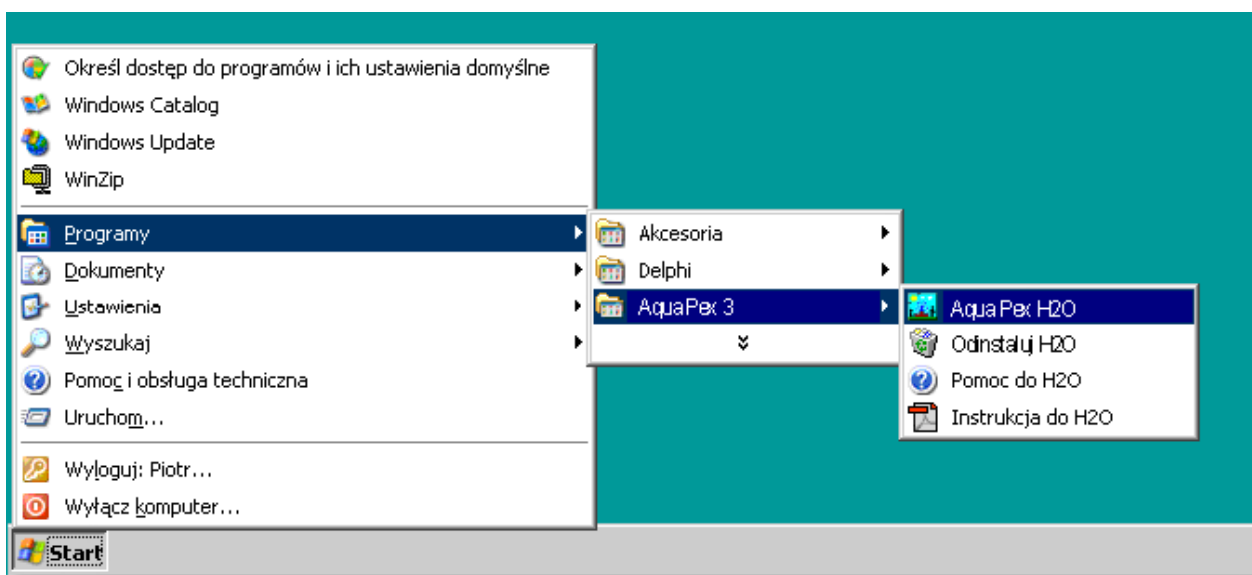 Określ dostęp do programów i ich ustawienia domyślne
Windows Catalog
Windows Update
WinZip
Programy
Dokumenty
Ustawienia
Wyszukaj
Pomoc i obsługa techniczna
Uruchom...
Wyloguj: Piotr...
Wyłącz komputer...
Start
Akcesoria
Delphi
AquaPex 3
AquaPex H2O
Odinstaluj H2O
Pomoc do H2O
Instrukcja do H2O